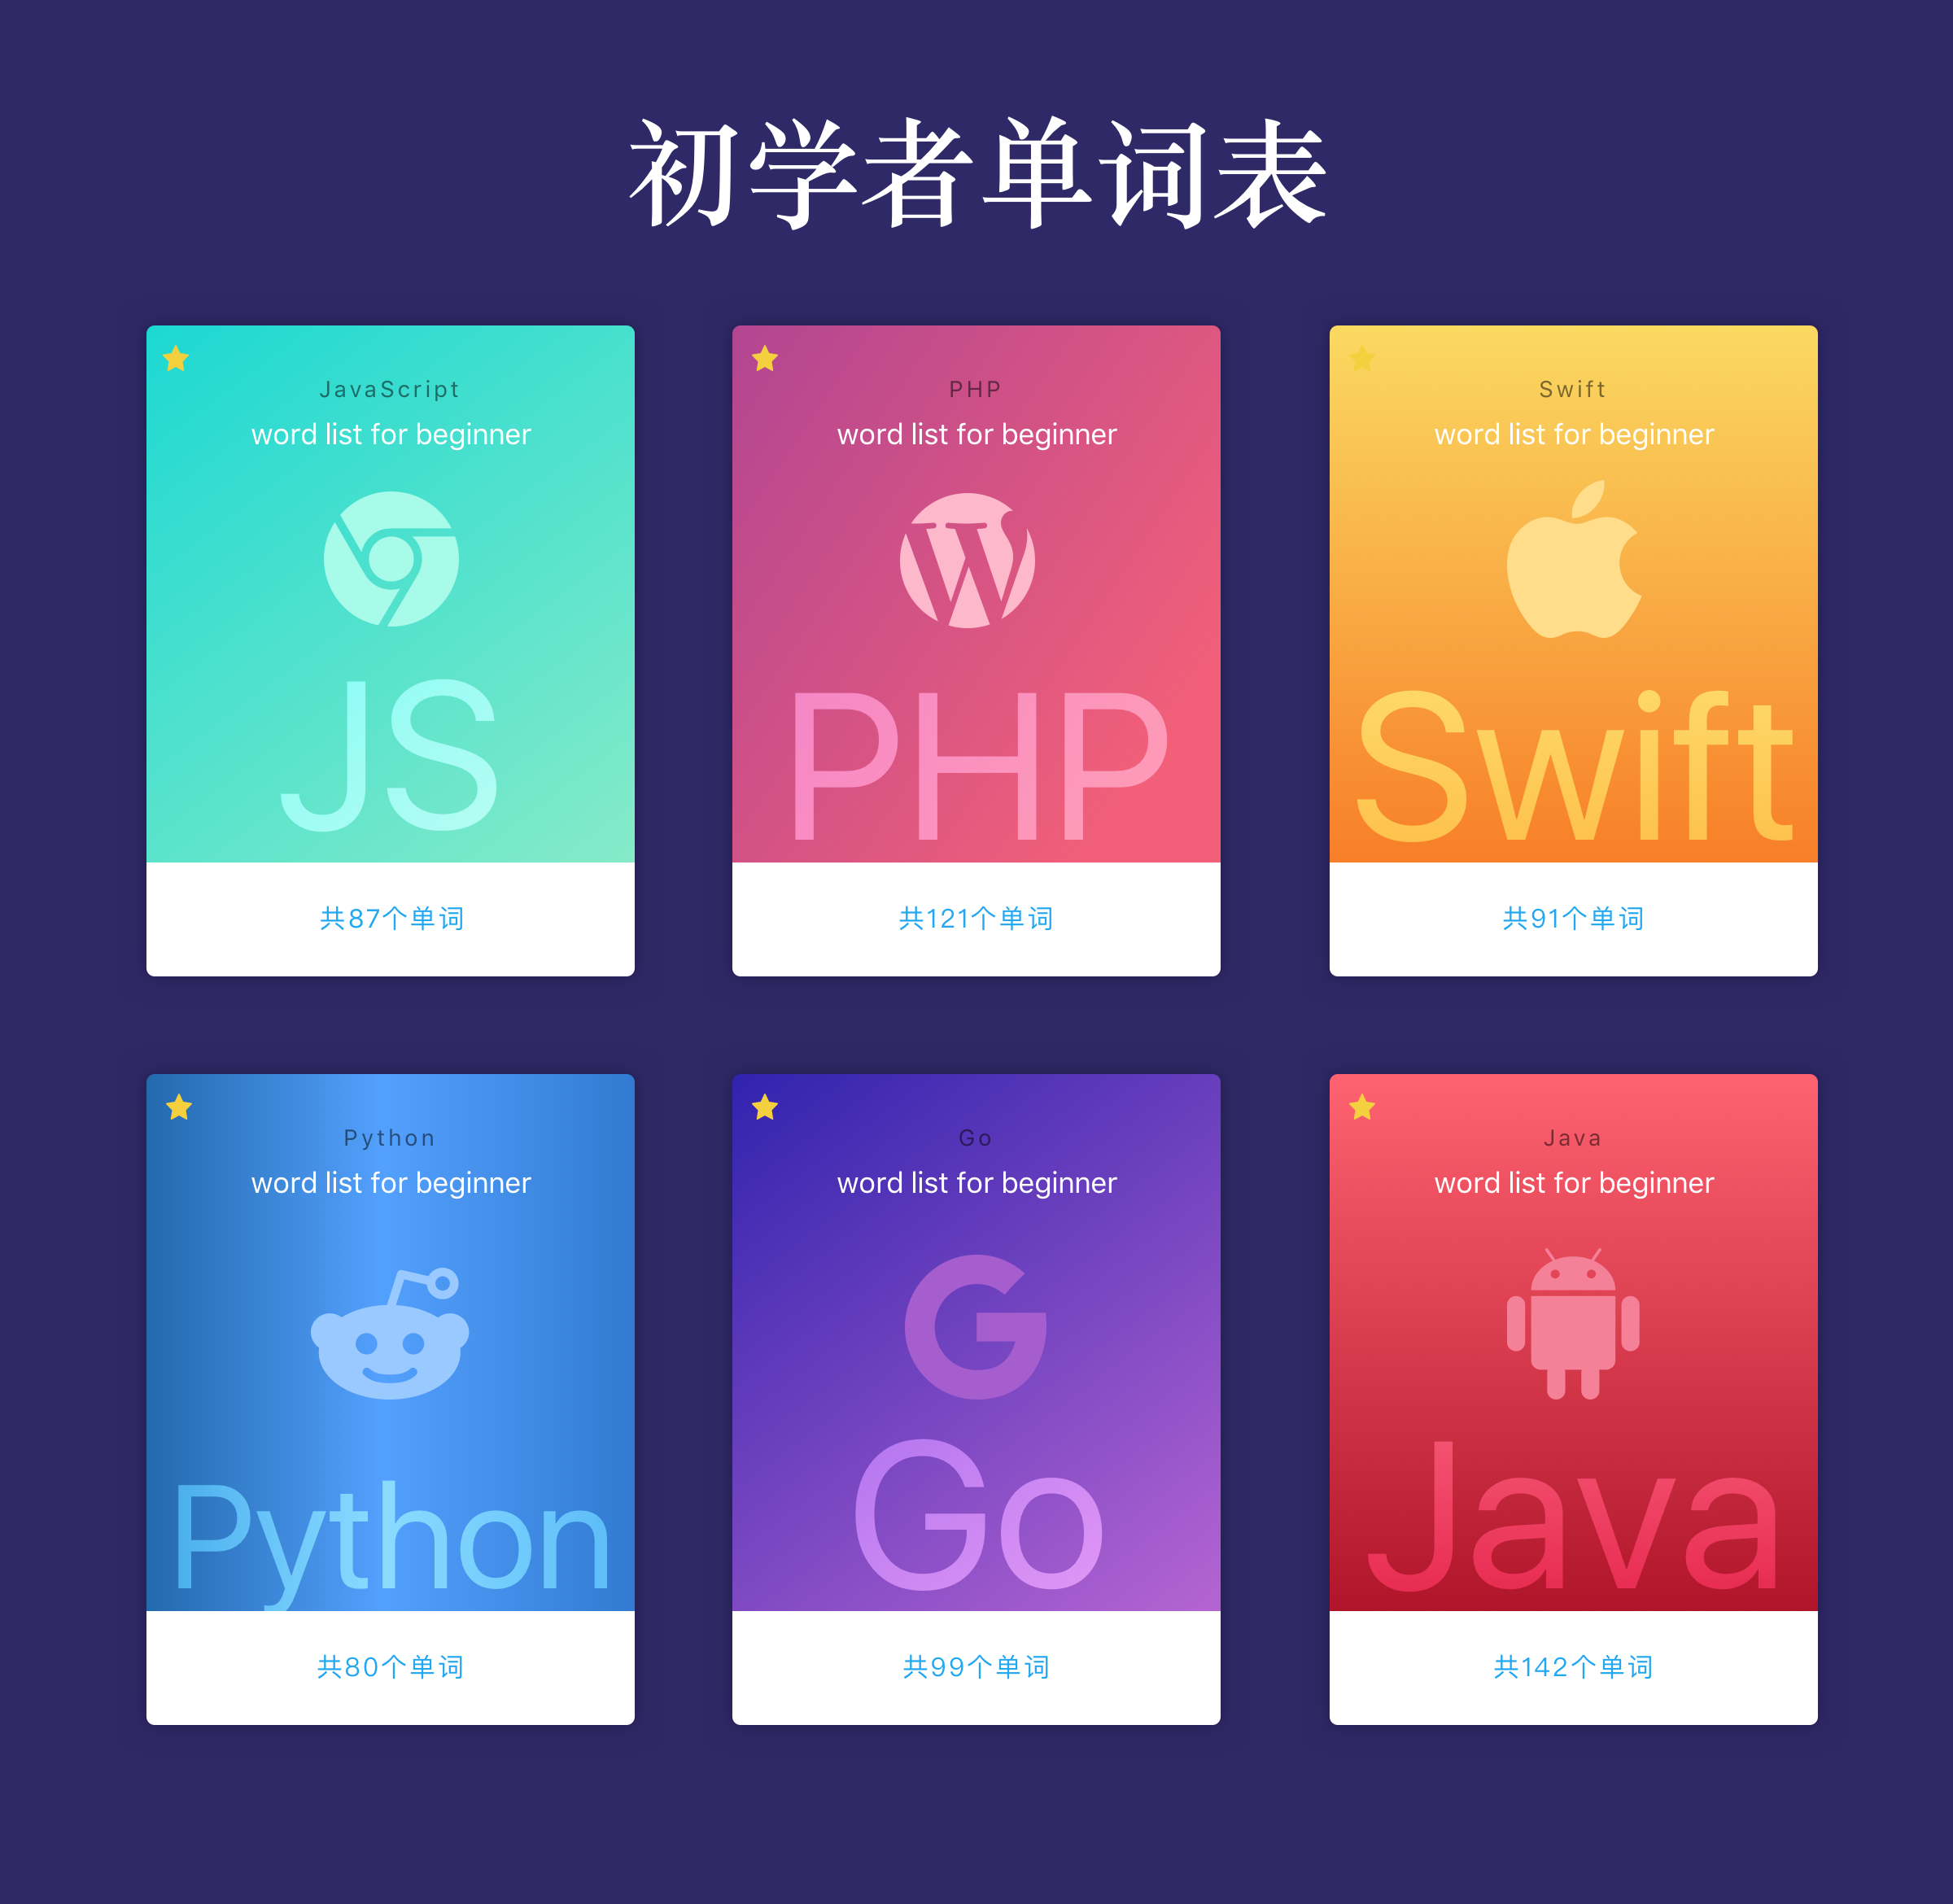 初学者单词表
JavaScript
word list for beginner
JS
共87个单词
PHP
word list for beginner
PHP
共121个单词
Swift
word list for beginner
Swift
共91个单词
Python
word list for beginner
Python
共80个单词
Go
word list for beginner
G
Go
共99个单词
Java
word list for beginner
Java
共142个单词